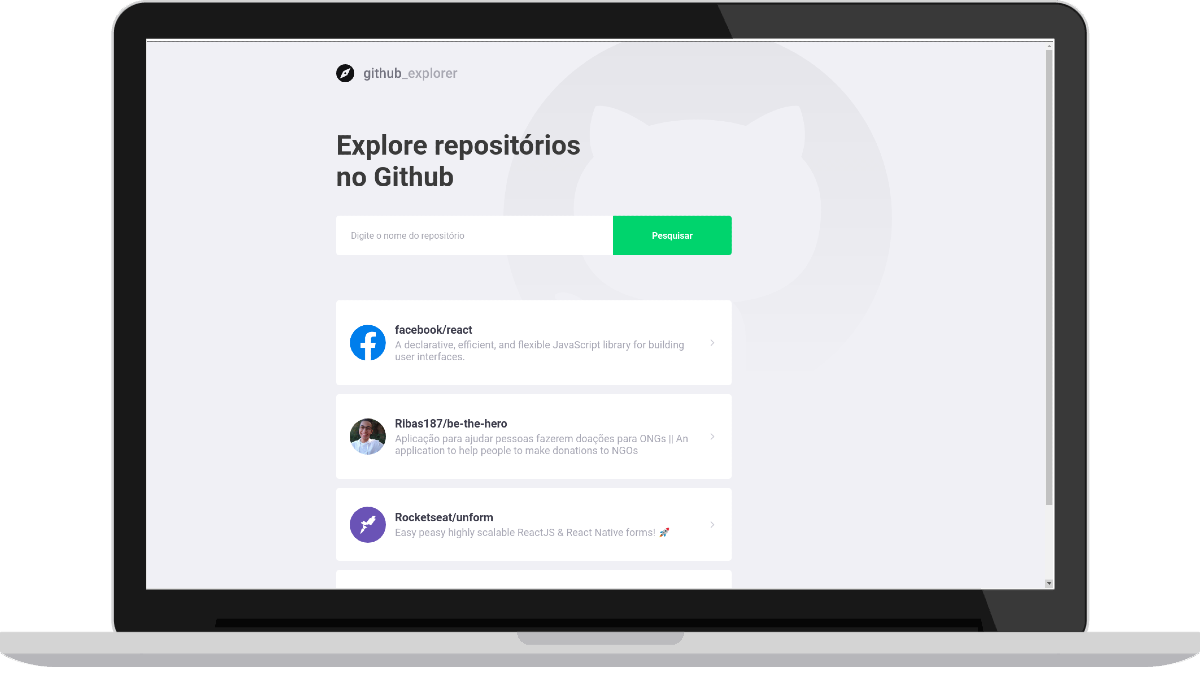 github_explorer
Explore repositórios
no Github
Digite o nome do repositório
Pesquisar
facebook/react
A declarative, efficient, and flexible JavaScript library for building
user interfaces.
Ribas187/be-the-hero
Aplicação para ajudar pessoas fazerem doações para ONGs || An
application to help people to make donations to NGOs
Rocketseat/unform
Easy peasy highly scalable ReactJS & React Native forms! 🚀